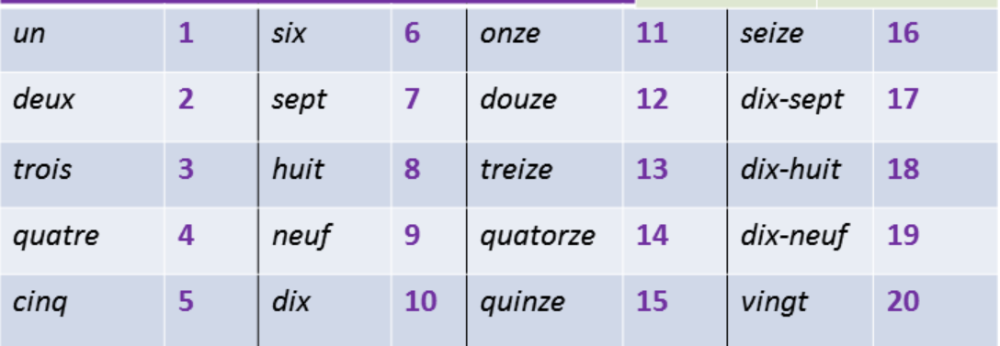 un 1 six 6 onze 11 seize 16
deux 2 sept 7 douze 12 dix-sept 17
trois 3 huit 8 treize 13 dix-huit 18
quatre 4 neuf 9 quatorze 14 dix-neuf 19
cinq 5 dix 10 quinze 15 vingt 20